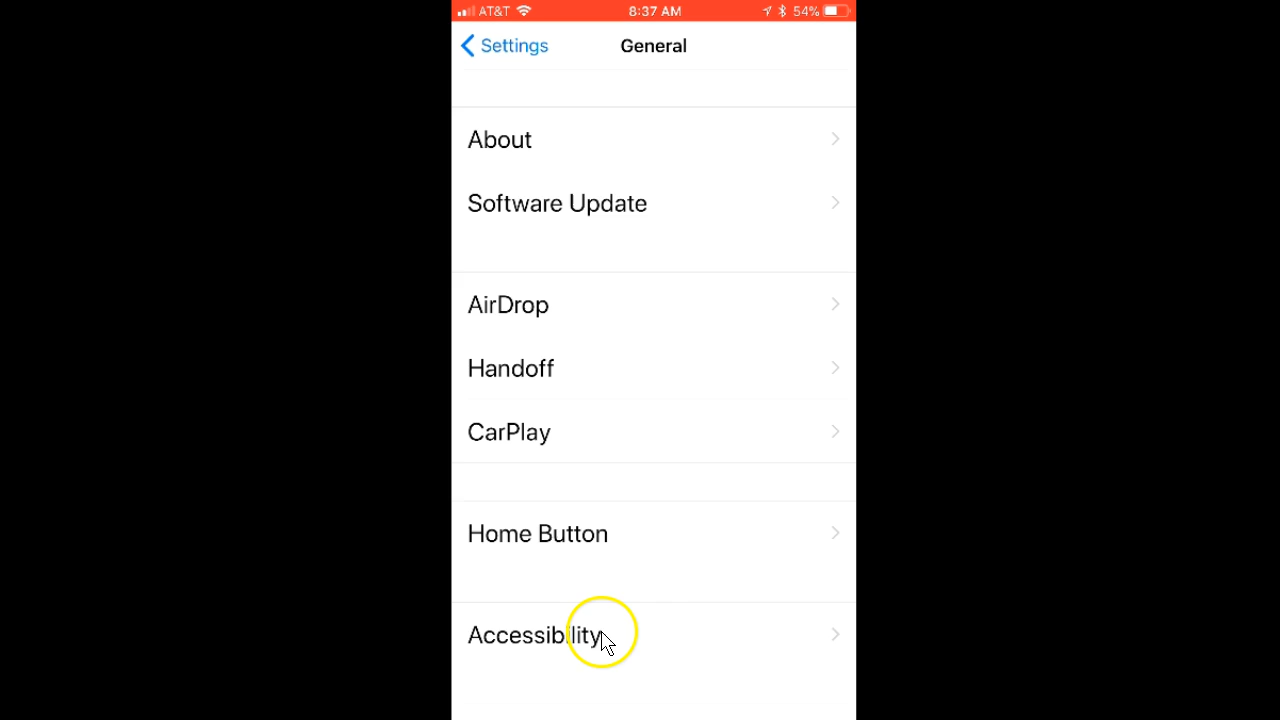 AT&T 8:37 AM 54%
Settings General
About
Software Update
AirDrop
Handoff
CarPlay
Home Button
Accessibility